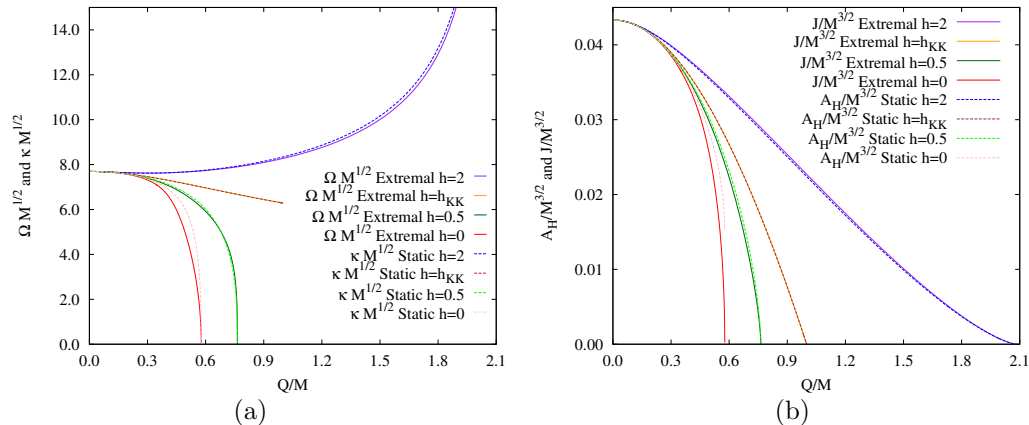 14.0
12.0
10.0
8.0
6.0
4.0
2.0
0.0
0.0 0.3 0.6 0.9 1.2 1.5 1.8 2.1
Q/M
Ω M^{1/2} and κ M^{1/2}
Ω M^{1/2} Extremal h=2
Ω M^{1/2} Extremal h=h_{KK}
Ω M^{1/2} Extremal h=0.5
Ω M^{1/2} Extremal h=0
κ M^{1/2} Static h=2
κ M^{1/2} Static h=h_{KK}
κ M^{1/2} Static h=0.5
κ M^{1/2} Static h=0
(a)
0.04
0.03
0.02
0.01
0.00
0.0 0.3 0.6 0.9 1.2 1.5 1.8 2.1
Q/M
A_H/M^{3/2} and J/M^{3/2}
J/M^{3/2} Extremal h=2
J/M^{3/2} Extremal h=h_{KK}
J/M^{3/2} Extremal h=0.5
J/M^{3/2} Extremal h=0
A_H/M^{3/2} Static h=2
A_H/M^{3/2} Static h=h_{KK}
A_H/M^{3/2} Static h=0.5
A_H/M^{3/2} Static h=0
(b)